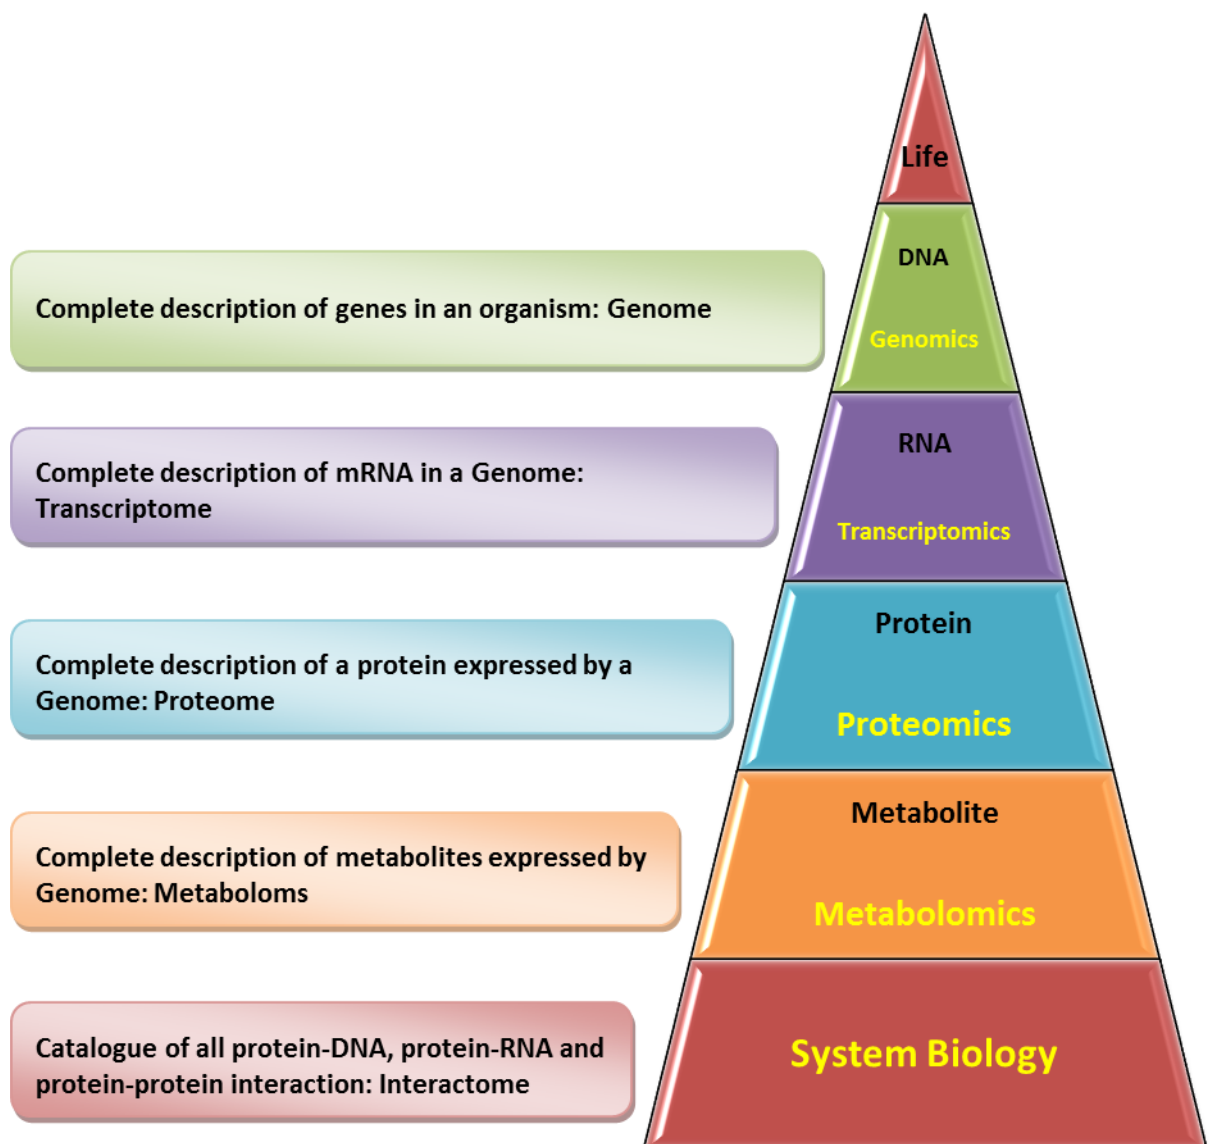 Life
DNA
Genomics
Complete description of genes in an organism: Genome
RNA
Transcriptomics
Complete description of mRNA in a Genome:
Transcriptome
Protein
Proteomics
Complete description of a protein expressed by a
Genome: Proteome
Metabolite
Metabolomics
Complete description of metabolites expressed by
Genome: Metaboloms
System Biology
Catalogue of all protein-DNA, protein-RNA and
protein-protein interaction: Interactome